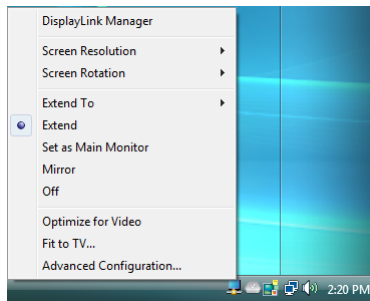 DisplayLink Manager
Screen Resolution
Screen Rotation
Extend To
Extend
Set as Main Monitor
Mirror
Off
Optimize for Video
Fit to TV...
Advanced Configuration...
2:20 PM